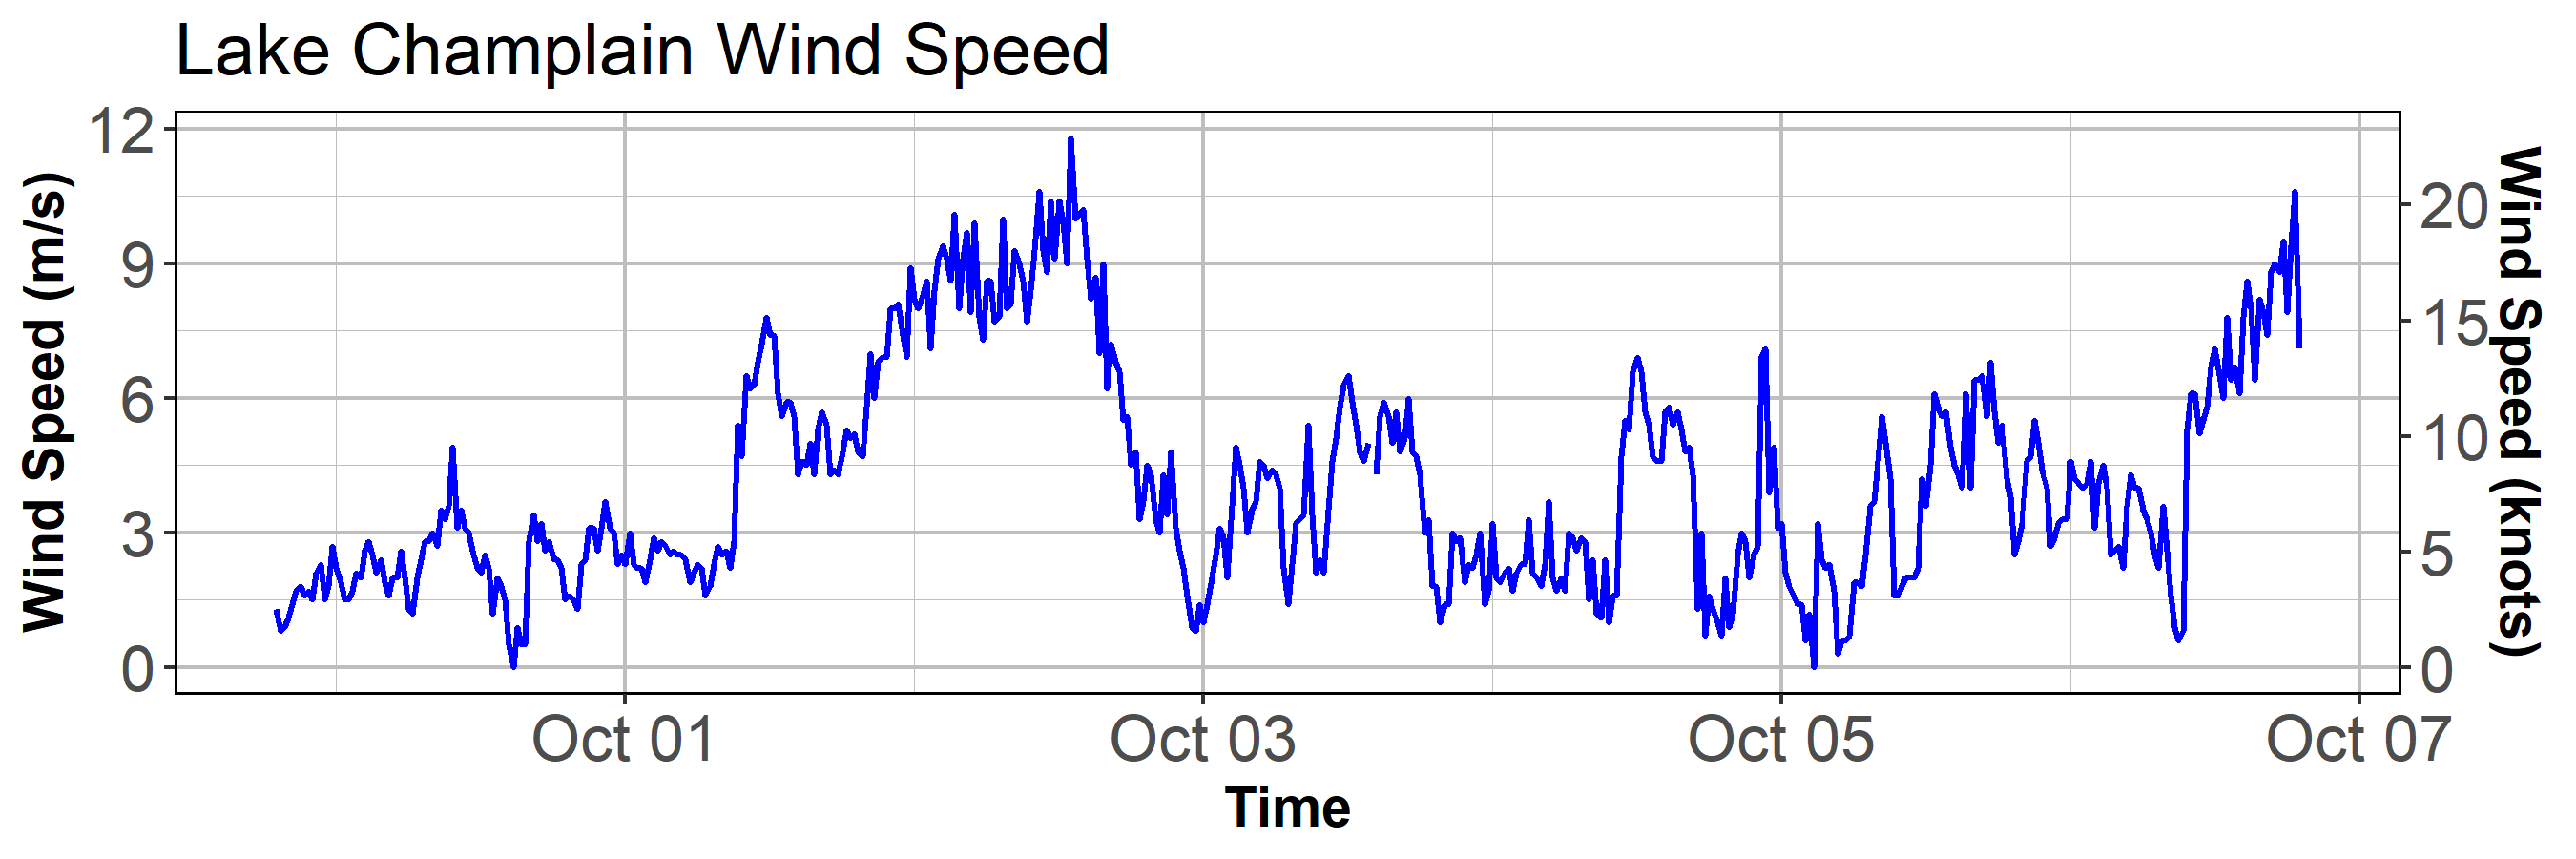 Lake Champlain Wind Speed
Wind Speed (m/s)
12
9
6
3
0
20
15
10
5
0
Wind Speed (knots)
Oct 01
Oct 03
Oct 05
Oct 07
Time